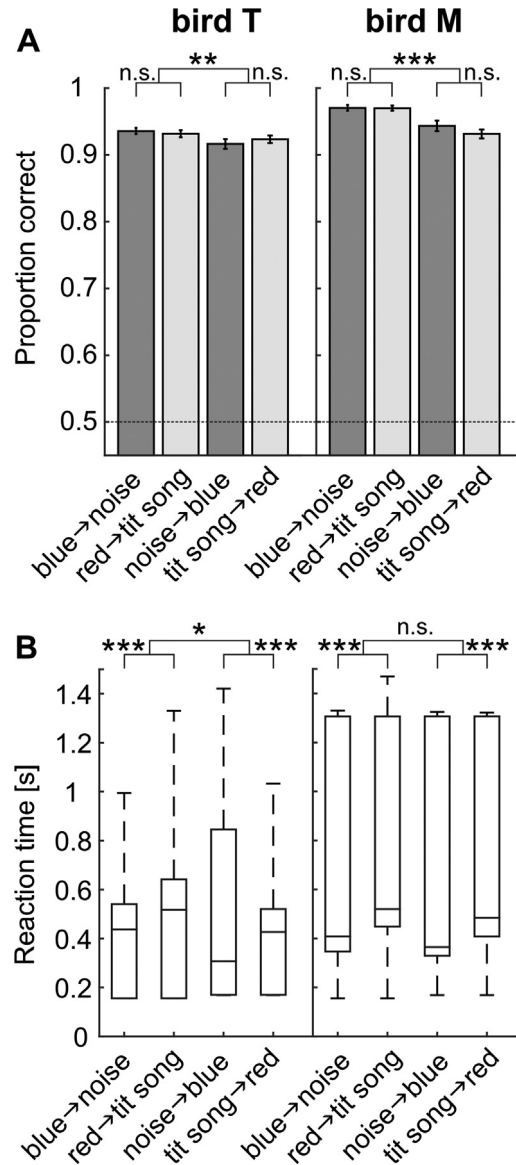 bird T bird M
A
** ***
n.s. n.s. n.s. n.s.
1
0.9
0.8
0.7
0.6
0.5
Proportion correct
blue→noise
red→tit song
noise→blue
tit song→red
blue→noise
red→tit song
noise→blue
tit song→red
B
* n.s.
*** *** *** ***
1.4
1.2
1
0.8
0.6
0.4
0.2
0
Reaction time [s]
blue→noise
red→tit song
noise→blue
tit song→red
blue→noise
red→tit song
noise→blue
tit song→red